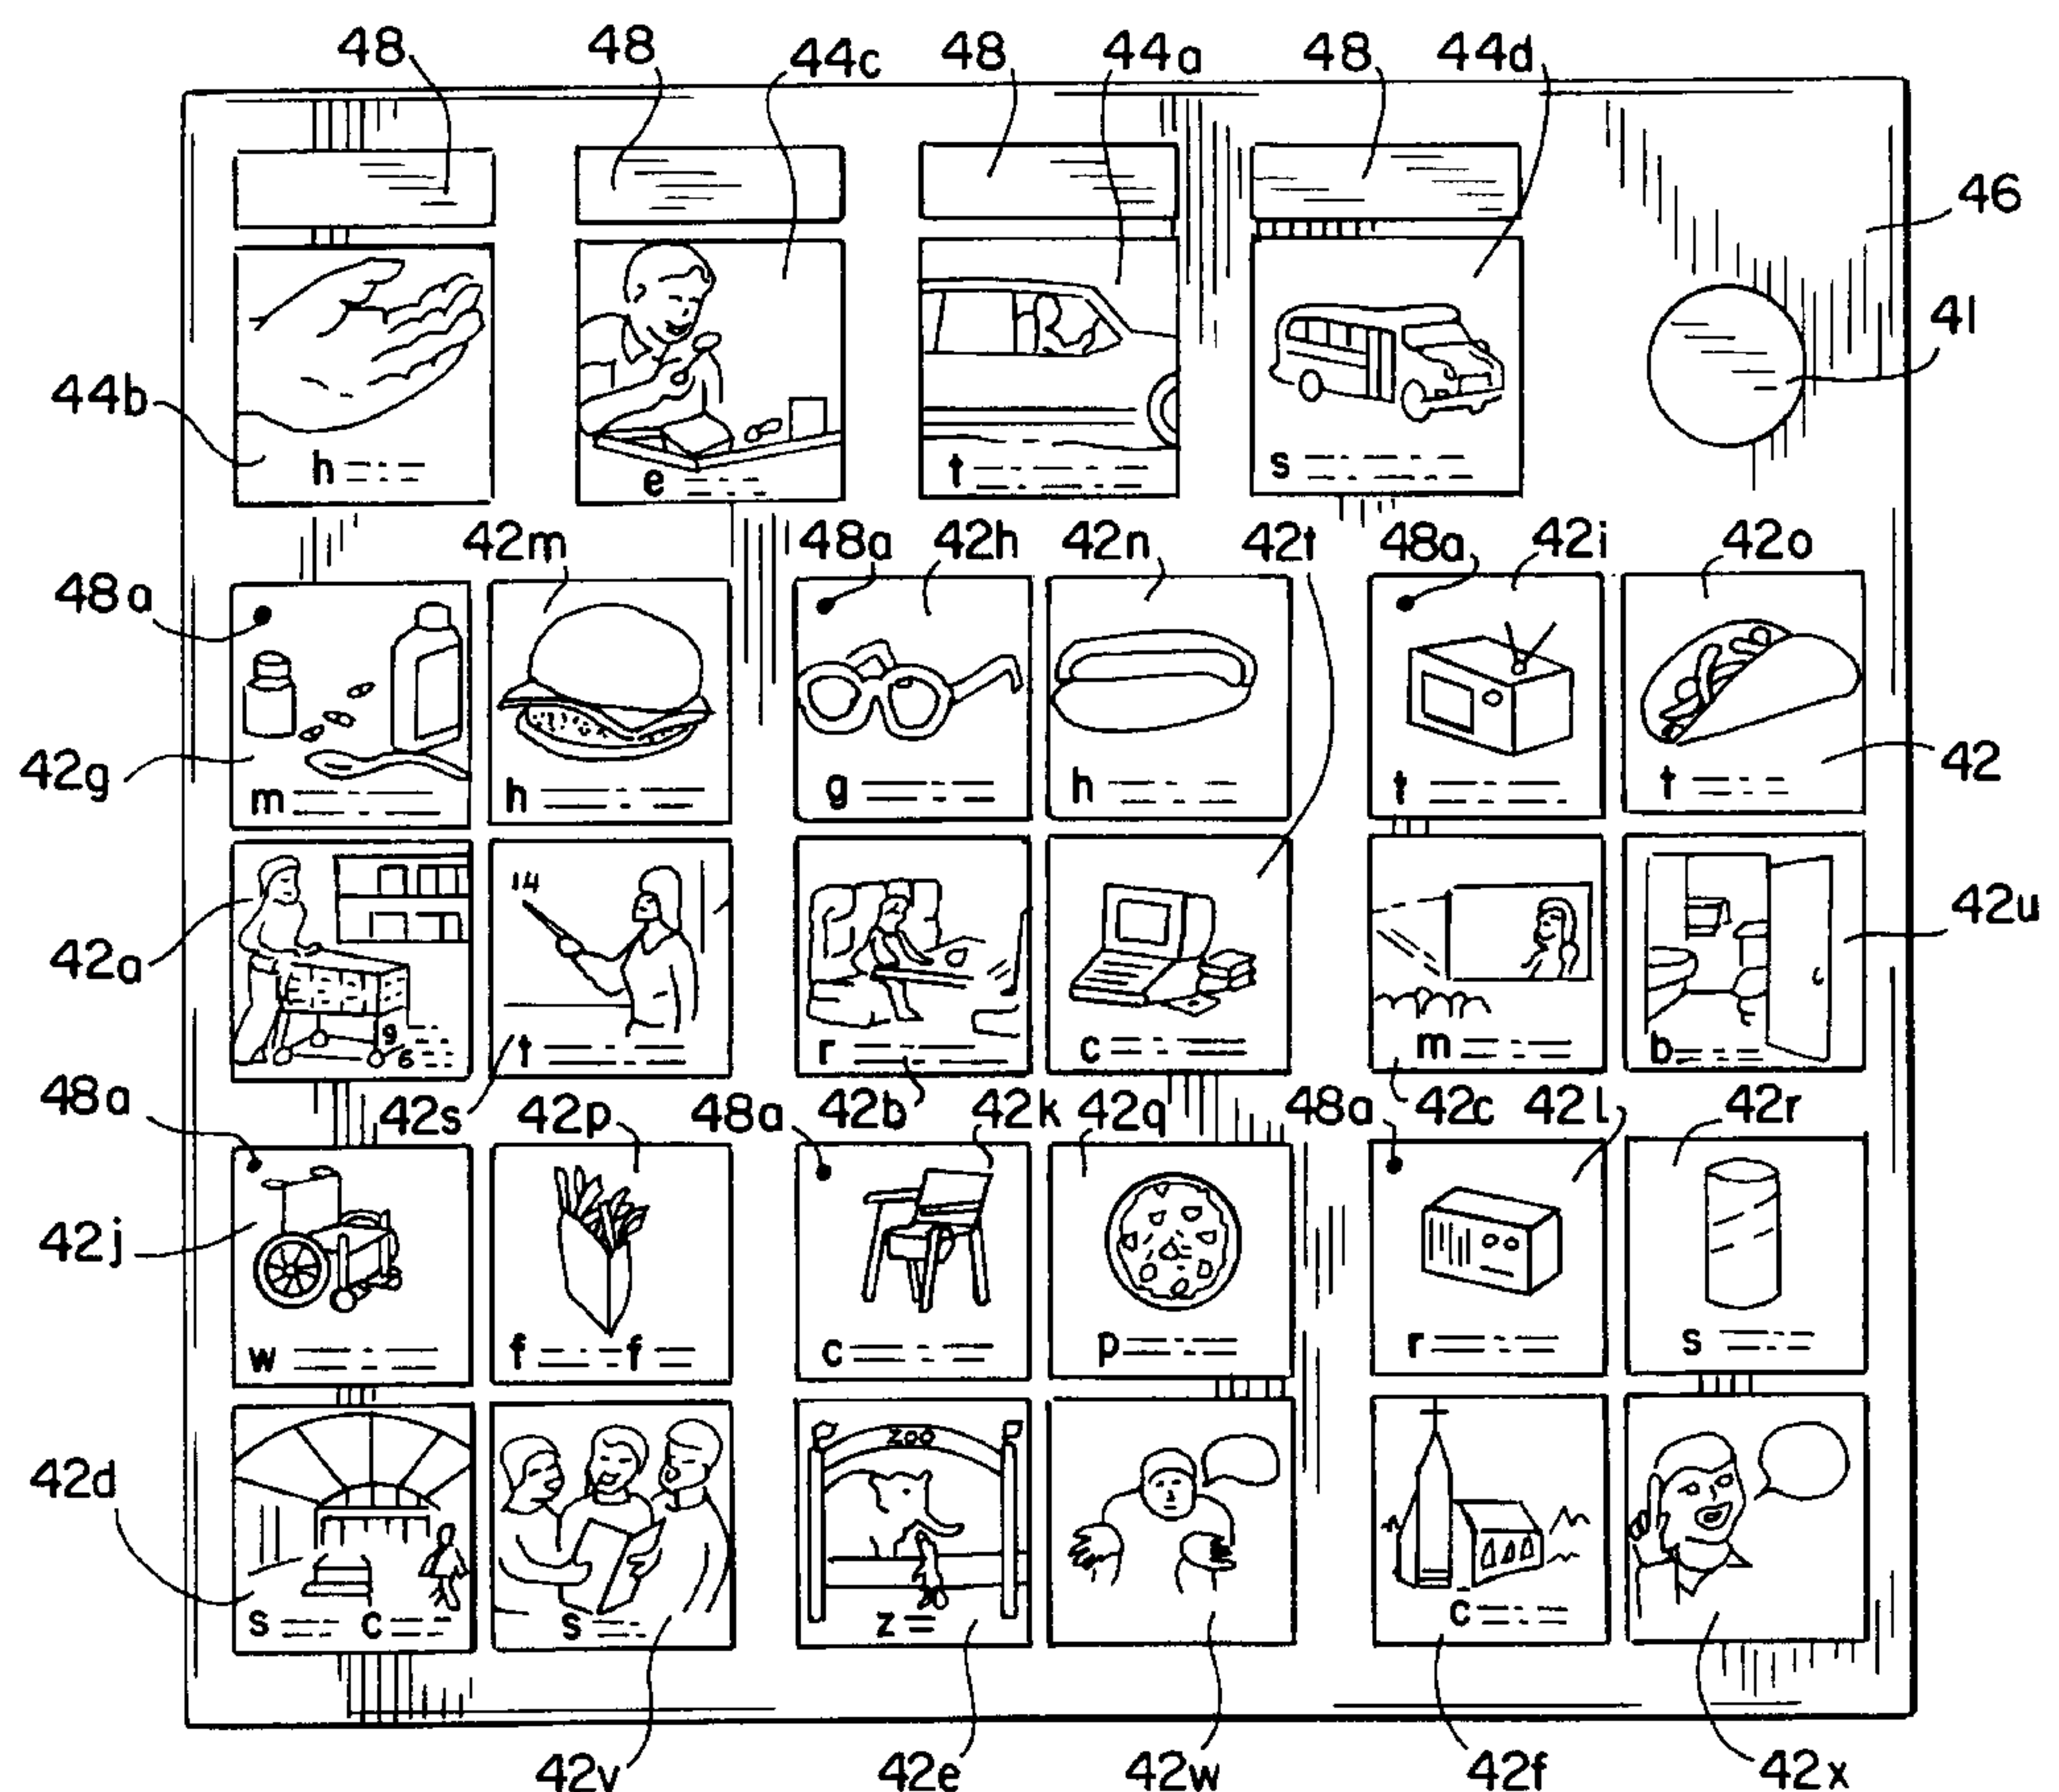 48 48 44c 48 44a 48 44d
46
41
44b
h e t s
48a 42m 48a 42h 42n 42t 48a 42i 42o
42g 42
m h g h t t
14
42a 42u
g
6 t r c m b
48a 42s 42p 48a 42b 42k 42q 48a 42c 42l 42r
42j
w f f c p r s
ZOO
42d
s c s z c
42v 42e 42w 42f 42x